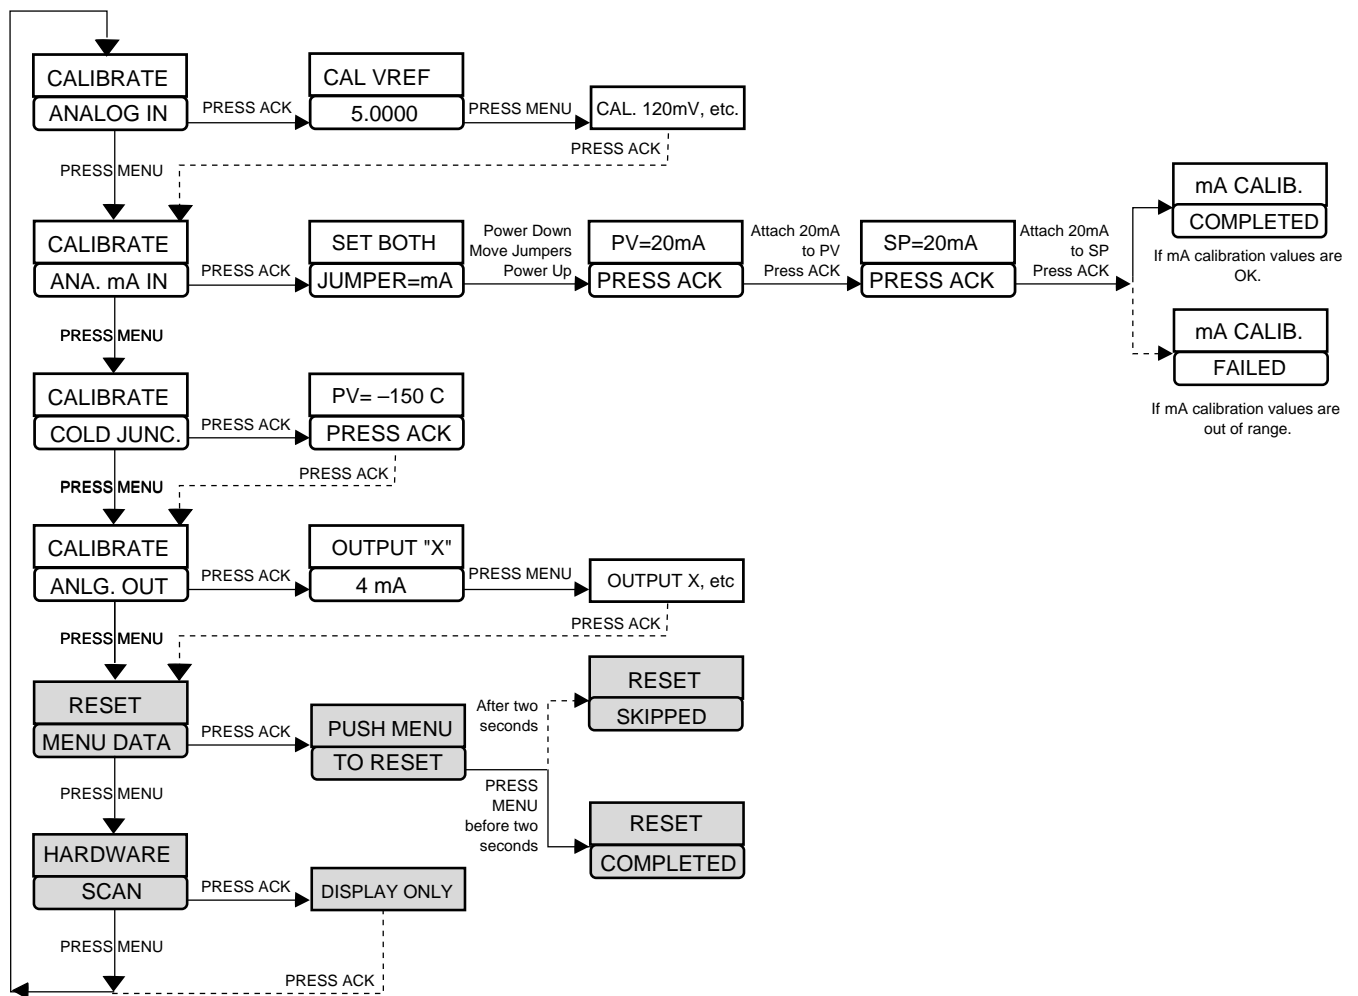 CALIBRATE
ANALOG IN
PRESS ACK
CAL VREF
5.0000
PRESS MENU
CAL. 120mV, etc.
PRESS ACK
PRESS MENU
CALIBRATE
ANA. mA IN
PRESS ACK
SET BOTH
JUMPER=mA
Power Down
Move Jumpers
Power Up
PV=20mA
PRESS ACK
Attach 20mA
to PV
Press ACK
SP=20mA
PRESS ACK
Attach 20mA
to SP
Press ACK
mA CALIB.
COMPLETED
If mA calibration values are
OK.
mA CALIB.
FAILED
If mA calibration values are
out of range.
PRESS MENU
CALIBRATE
COLD JUNC.
PRESS ACK
PV= –150 C
PRESS ACK
PRESS ACK
PRESS MENU
CALIBRATE
ANLG. OUT
PRESS ACK
OUTPUT "X"
4 mA
PRESS MENU
OUTPUT X, etc
PRESS ACK
PRESS MENU
RESET
MENU DATA
PRESS ACK
PUSH MENU
TO RESET
After two
seconds
RESET
SKIPPED
PRESS
MENU
before two
seconds
RESET
COMPLETED
PRESS MENU
HARDWARE
SCAN
PRESS ACK
DISPLAY ONLY
PRESS MENU
PRESS ACK